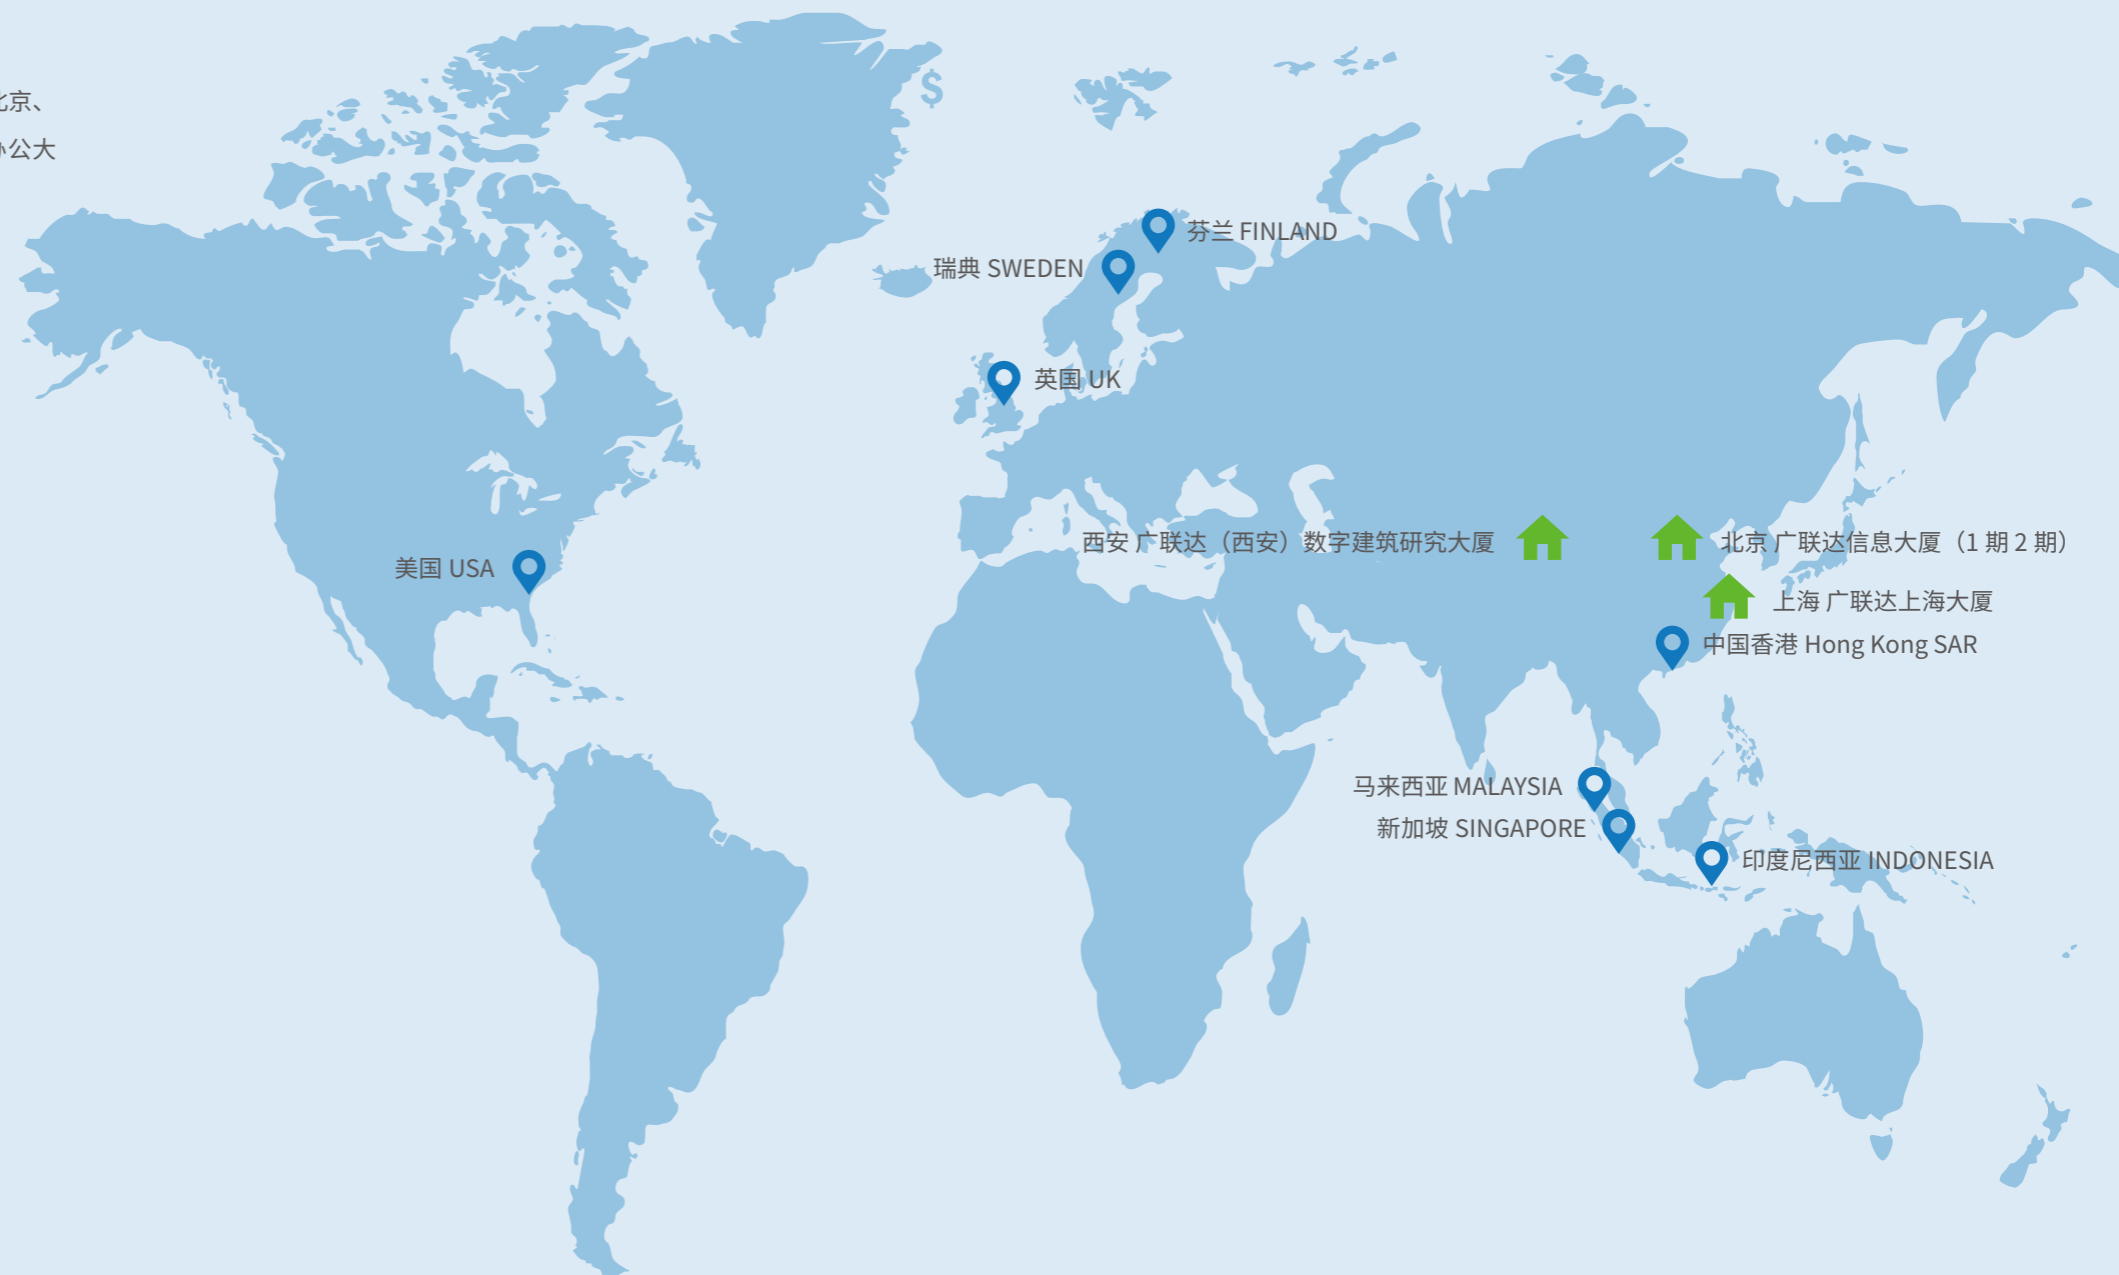 北京、
办公大
$
芬兰 FINLAND
瑞典 SWEDEN
英国 UK
西安 广联达（西安）数字建筑研究大厦
北京 广联达信息大厦（1 期 2 期）
美国 USA
上海 广联达上海大厦
中国香港 Hong Kong SAR
马来西亚 MALAYSIA
新加坡 SINGAPORE
印度尼西亚 INDONESIA